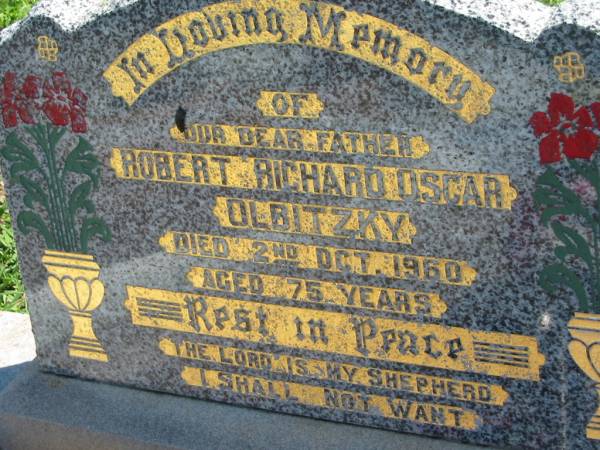 In Loving Memory
OF
OUR DEAR FATHER
ROBERT RICHARD OSCAR
OLBITZKY
DIED 2ND OCT. 1960
AGED 75 YEARS
Rest in Peace
THE LORD IS MY SHEPHERD
I SHALL NOT WANT